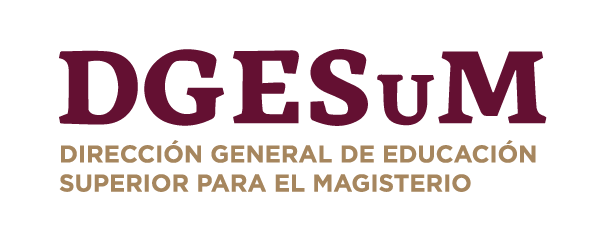 DGESuM
DIRECCIÓN GENERAL DE EDUCACIÓN
SUPERIOR PARA EL MAGISTERIO